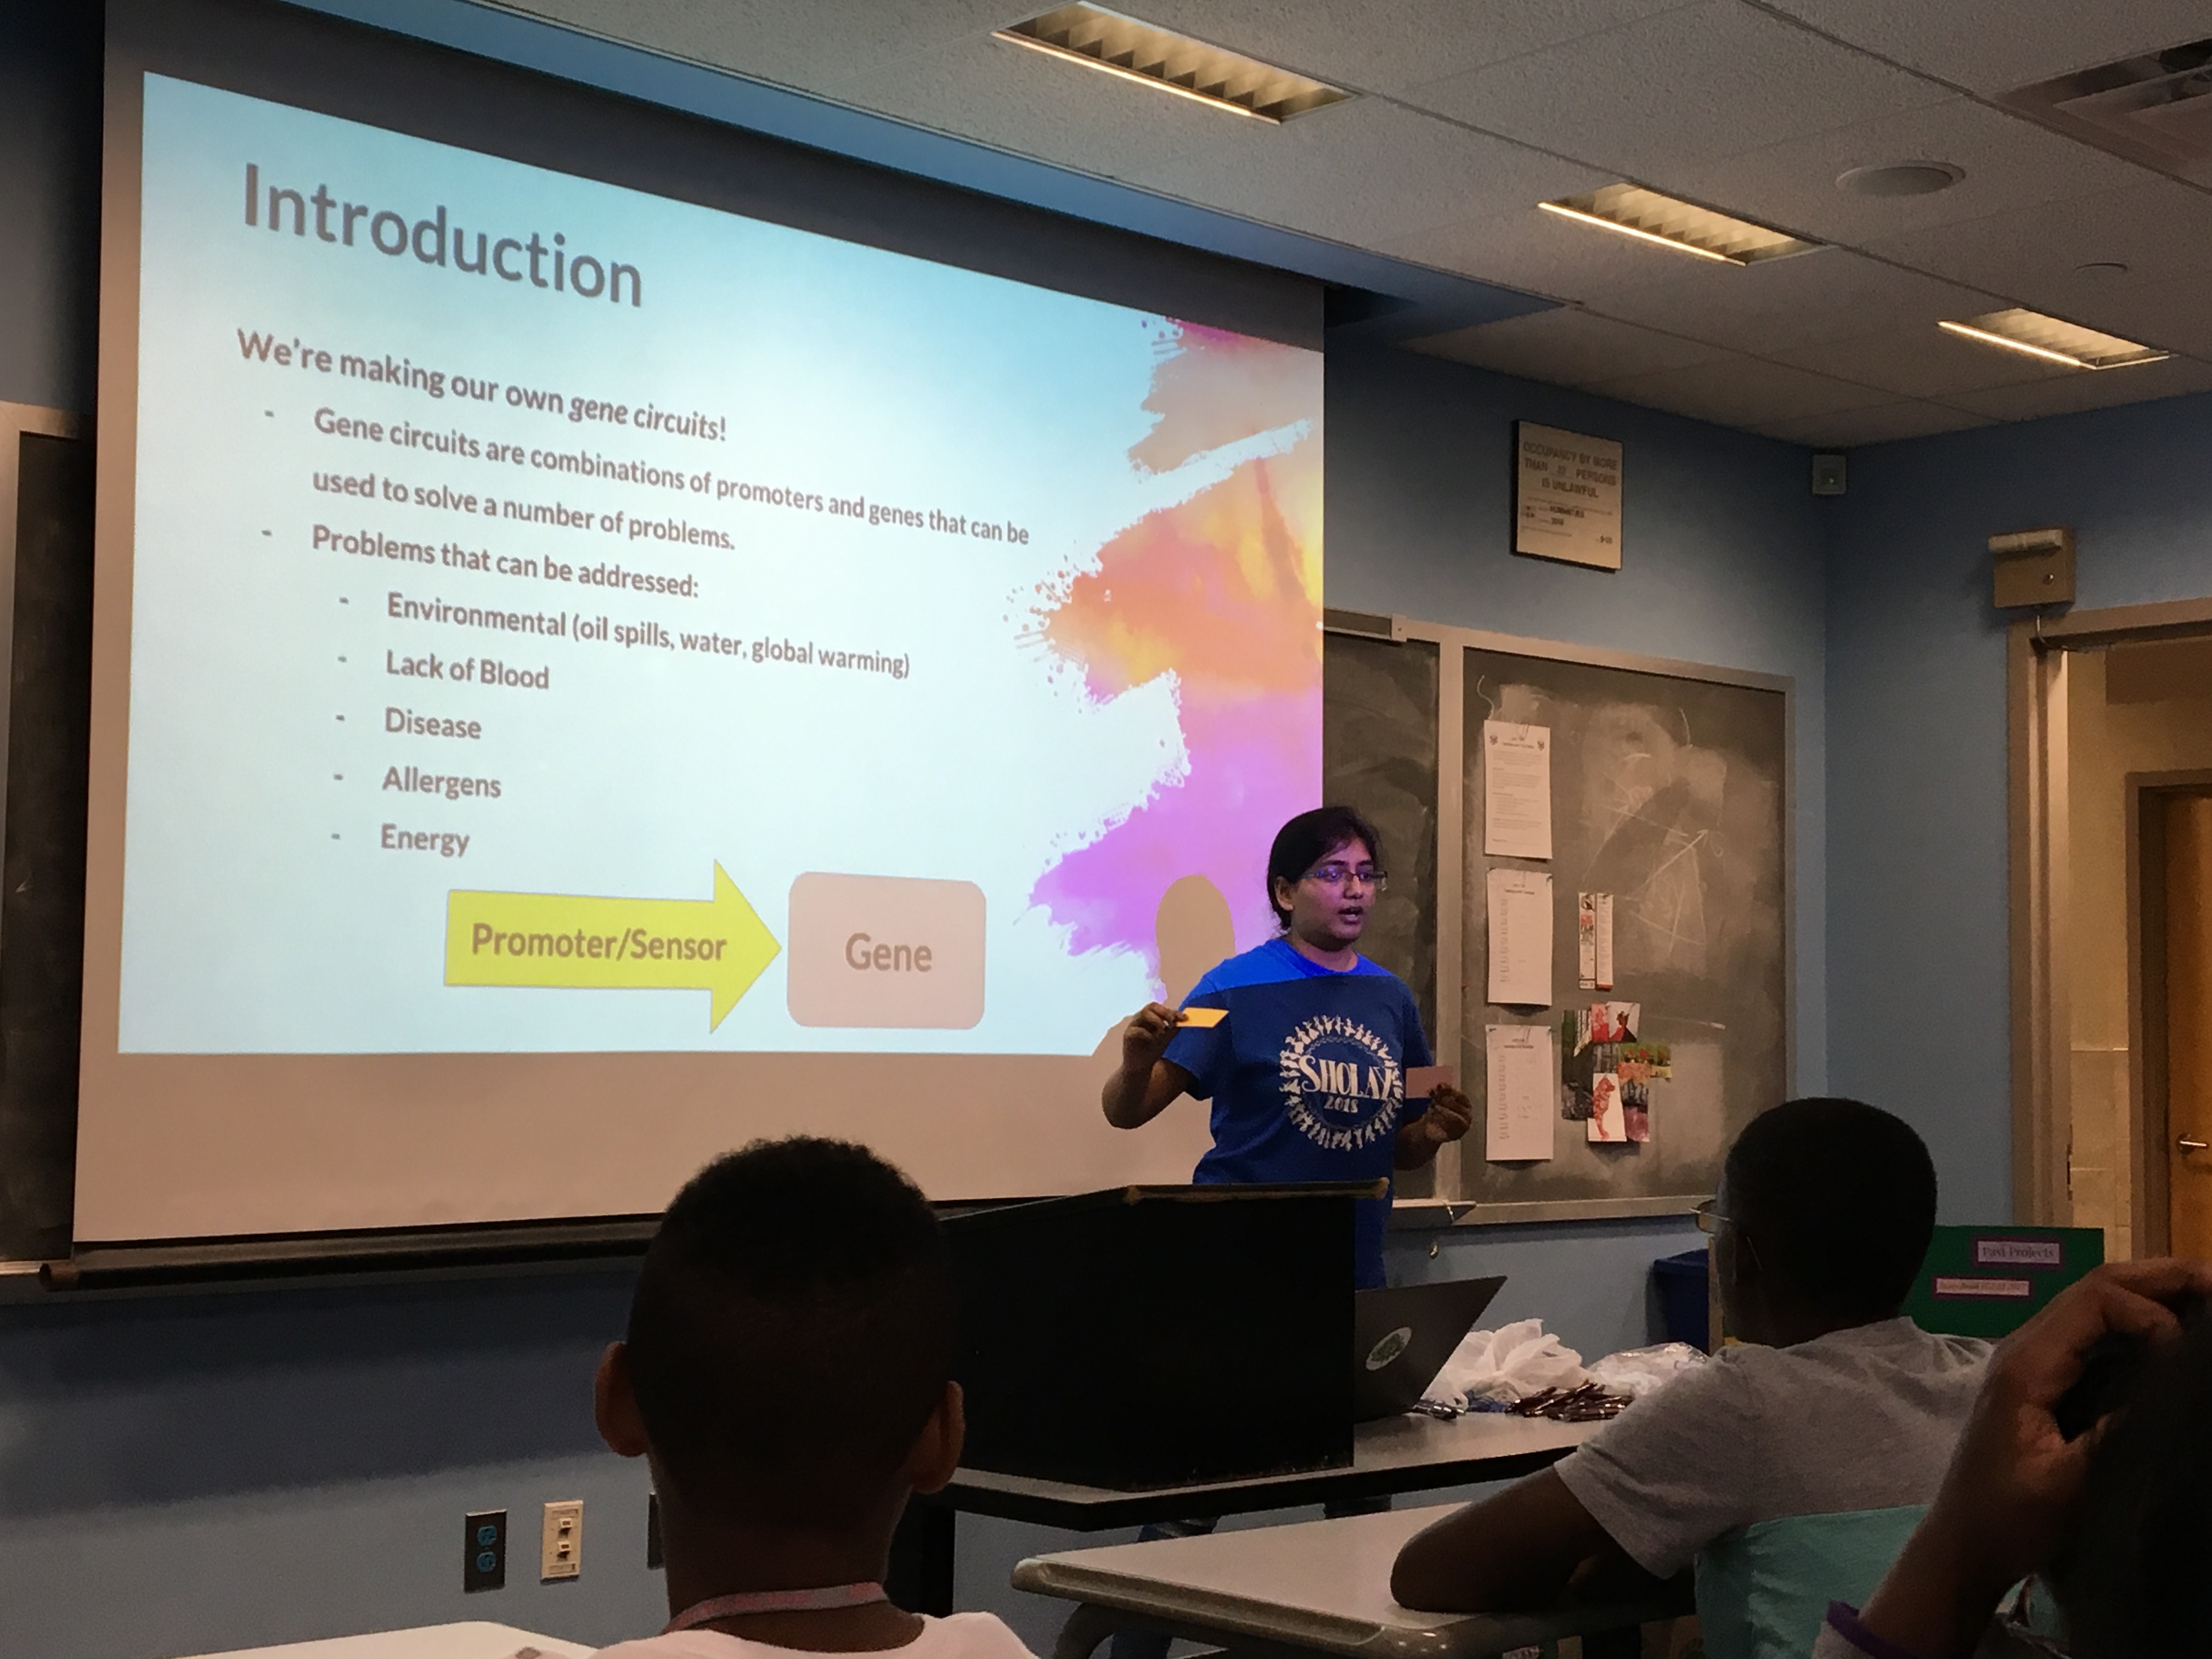 Introduction
We're making our own gene circuits!
- Gene circuits are combinations of promoters and genes that can be
used to solve a number of problems.
- Problems that can be addressed:
- Environmental (oil spills, water, global warming)
- Lack of Blood
- Disease
- Allergens
- Energy
Promoter/Sensor
Gene
OCCUPANCY BY MORE
THAN PERSONS
IS UNLAWFUL
SHOLAY
2018
Past Projects